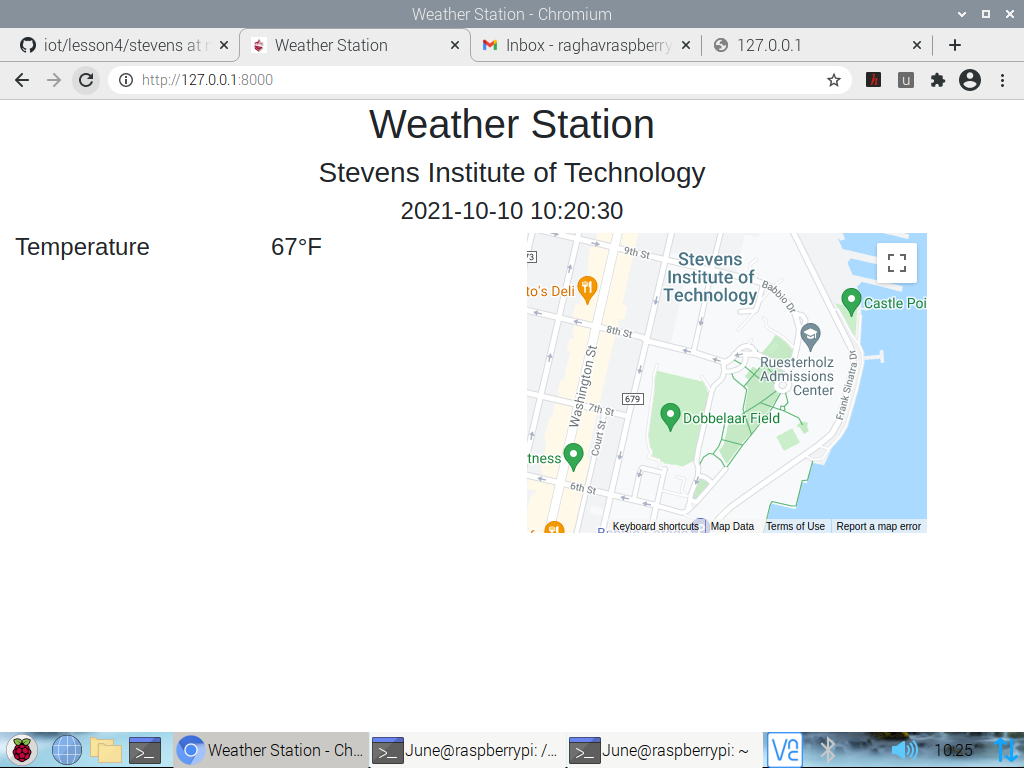 Weather Station - Chromium
iot/lesson4/stevens at
Weather Station
Inbox - raghavraspberry
127.0.0.1
http://127.0.0.1:8000
Weather Station
Stevens Institute of Technology
2021-10-10 10:20:30
Temperature 67°F
9th St
Stevens
Institute of
Technology
to's Deli
Babbio Dr
Castle Poi
8th St
Ruesterholz
Admissions
Center
Washington St
Frank Sinatra Dr
679
7th St
Court St
Dobbelaar Field
tness
6th St
Keyboard shortcuts
Map Data
Terms of Use
Report a map error
Weather Station - Ch...
June@raspberrypi: /...
June@raspberrypi: ~
10:25